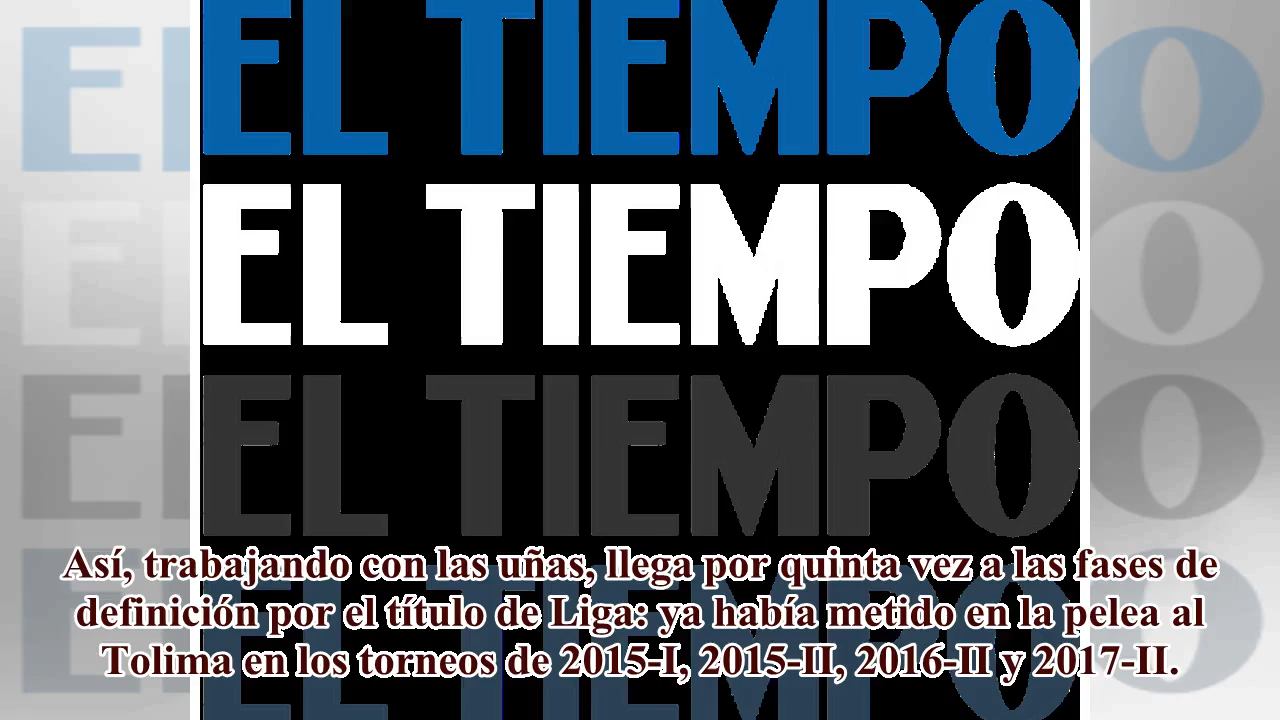 EL TIEMPO
EL TIEMPO
EL TIEMPO
EL TIEMPO
Así, trabajando con las uñas, llega por quinta vez a las fases de
definición por el título de Liga: ya había metido en la pelea al
Tolima en los torneos de 2015-I, 2015-II, 2016-II y 2017-II.